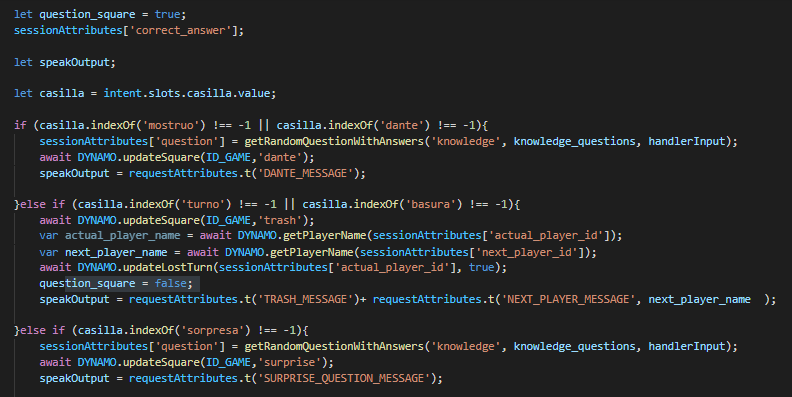 let question_square = true;
sessionAttributes['correct_answer'];
let speakOutput;
let casilla = intent.slots.casilla.value;
if (casilla.indexOf('mostruo') !== -1 || casilla.indexOf('dante') !== -1){
sessionAttributes['question'] = getRandomQuestionWithAnswers('knowledge', knowledge_questions, handlerInput);
await DYNAMO.updateSquare(ID_GAME,'dante');
speakOutput = requestAttributes.t('DANTE_MESSAGE');
}else if (casilla.indexOf('turno') !== -1 || casilla.indexOf('basura') !== -1){
await DYNAMO.updateSquare(ID_GAME,'trash');
var actual_player_name = await DYNAMO.getPlayerName(sessionAttributes['actual_player_id']);
var next_player_name = await DYNAMO.getPlayerName(sessionAttributes['next_player_id']);
await DYNAMO.updateLostTurn(sessionAttributes['actual_player_id'], true);
question_square = false;
speakOutput = requestAttributes.t('TRASH_MESSAGE')+ requestAttributes.t('NEXT_PLAYER_MESSAGE', next_player_name  );
}else if (casilla.indexOf('sorpresa') !== -1){
sessionAttributes['question'] = getRandomQuestionWithAnswers('knowledge', knowledge_questions, handlerInput);
await DYNAMO.updateSquare(ID_GAME,'surprise');
speakOutput = requestAttributes.t('SURPRISE_QUESTION_MESSAGE');